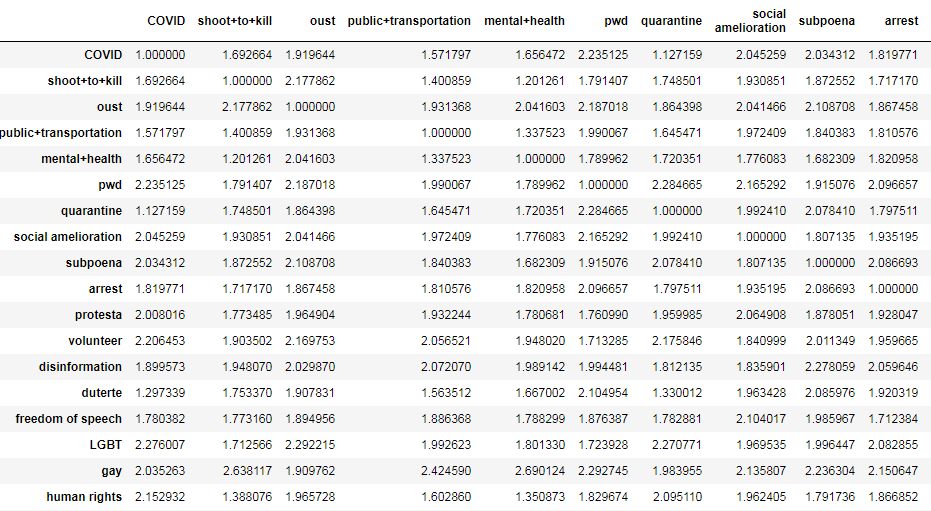 COVID shoot+to+kill oust public+transportation mental+health pwd quarantine social amelioration subpoena arrest
COVID 1.000000 1.692664 1.919644 1.571797 1.656472 2.235125 1.127159 2.045259 2.034312 1.819771
shoot+to+kill 1.692664 1.000000 2.177862 1.400859 1.201261 1.791407 1.748501 1.930851 1.872552 1.717170
oust 1.919644 2.177862 1.000000 1.931368 2.041603 2.187018 1.864398 2.041466 2.108708 1.867458
public+transportation 1.571797 1.400859 1.931368 1.000000 1.337523 1.990067 1.645471 1.972409 1.840383 1.810576
mental+health 1.656472 1.201261 2.041603 1.337523 1.000000 1.789962 1.720351 1.776083 1.682309 1.820958
pwd 2.235125 1.791407 2.187018 1.990067 1.789962 1.000000 2.284665 2.165292 1.915076 2.096657
quarantine 1.127159 1.748501 1.864398 1.645471 1.720351 2.284665 1.000000 1.992410 2.078410 1.797511
social amelioration 2.045259 1.930851 2.041466 1.972409 1.776083 2.165292 1.992410 1.000000 1.807135 1.935195
subpoena 2.034312 1.872552 2.108708 1.840383 1.682309 1.915076 2.078410 1.807135 1.000000 2.086693
arrest 1.819771 1.717170 1.867458 1.810576 1.820958 2.096657 1.797511 1.935195 2.086693 1.000000
protesta 2.008016 1.773485 1.964904 1.932244 1.780681 1.760990 1.959985 2.064908 1.878051 1.928047
volunteer 2.206453 1.903502 2.169753 2.056521 1.948020 1.713285 2.175846 1.840999 2.011349 1.959665
disinformation 1.899573 1.948070 2.029870 2.072070 1.989142 1.994481 1.812135 1.835901 2.278059 2.059646
duterte 1.297339 1.753370 1.907831 1.563512 1.667002 2.104954 1.330012 1.963428 2.085976 1.920319
freedom of speech 1.780382 1.773160 1.894956 1.886368 1.788299 1.876387 1.782881 2.104017 1.985967 1.712384
LGBT 2.276007 1.712566 2.292215 1.992623 1.801330 1.723928 2.270771 1.969535 1.996447 2.082855
gay 2.035263 2.638117 1.909762 2.424590 2.690124 2.292745 1.983955 2.135807 2.236304 2.150647
human rights 2.152932 1.388076 1.965728 1.602860 1.350873 1.829674 2.095110 1.962405 1.791736 1.866852